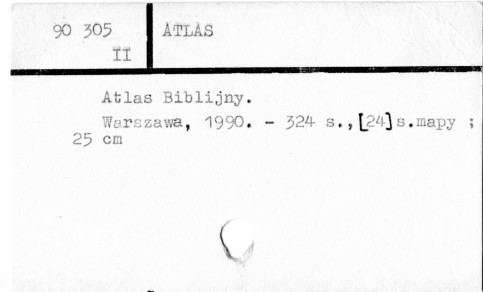 90 305 ATLAS
II
Atlas Biblijny.
Warszawa, 1990. - 324 s.,[24]s.mapy ;
25 cm